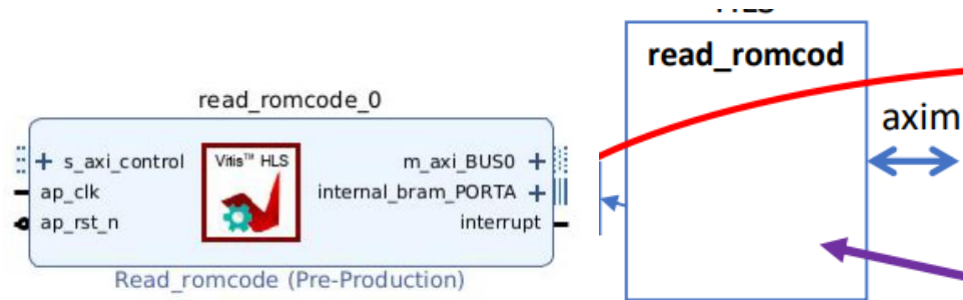 read_romcode_0
s_axi_control
ap_clk
ap_rst_n
Vitis™ HLS
m_axi_BUS0
internal_bram_PORTA
interrupt
Read_romcode (Pre-Production)
read_romcod
axim